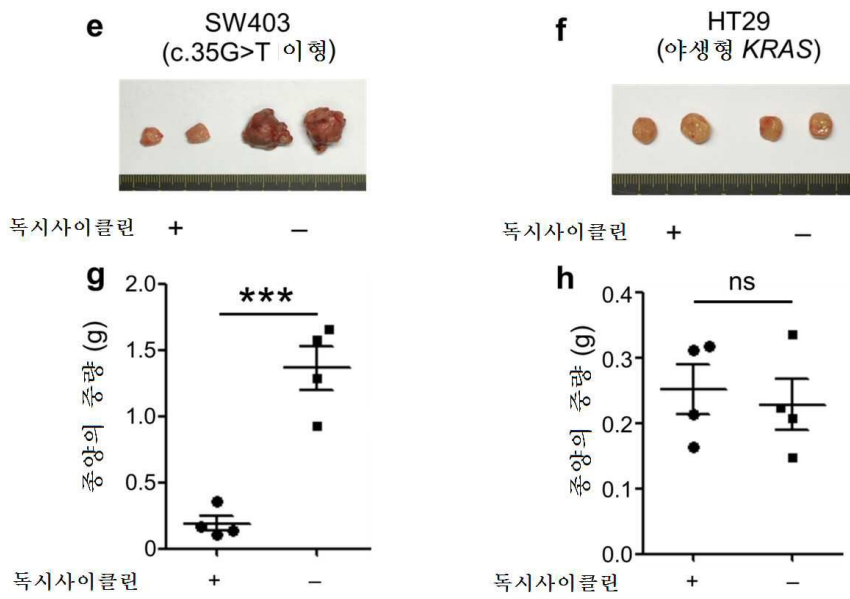 e
SW403
(c.35G>T 이형)
독시사이클린 + −
f
HT29
(야생형 KRAS)
독시사이클린 + −
g
종양의 중량 (g)
2.0
1.5
1.0
0.5
0
***
독시사이클린 + −
h
종양의 중량 (g)
0.4
0.3
0.2
0.1
0.0
ns
독시사이클린 + −